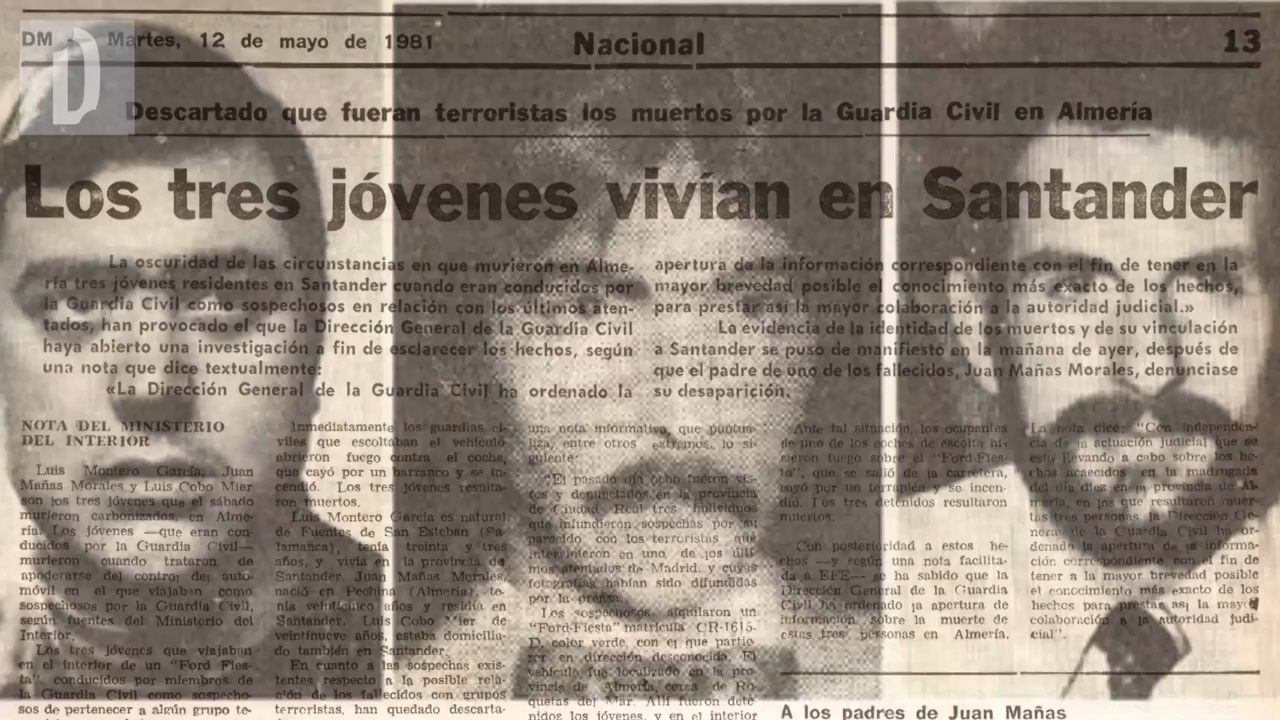 DM
D
Martes, 12 de mayo de 1981
Nacional
13
Descartado que fueran terroristas los muertos por la Guardia Civil en Almería
Los tres jóvenes vivían en Santander
La oscuridad de las circunstancias en que murieron en Alme-
ría tres jóvenes residentes en Santander cuando eran conducidos por
la Guardia Civil como sospechosos en relación con los últimos aten-
tados, han provocado el que la Dirección General de la Guardia Civil
haya abierto una investigación a fin de esclarecer los hechos, según
una nota que dice textualmente:
«La Dirección General de la Guardia Civil ha ordenado la
apertura de la información correspondiente con el fin de tener en la
mayor brevedad posible el conocimiento más exacto de los hechos,
para prestar así la mayor colaboración a la autoridad judicial.»
La evidencia de la identidad de los muertos y de su vinculación
a Santander se puso de manifiesto en la mañana de ayer, después de
que el padre de uno de los fallecidos, Juan Mañas Morales, denunciase
su desaparición.
NOTA DEL MINISTERIO
DEL INTERIOR
Luis Montero García, Juan
Mañas Morales y Luis Cobo Mier
son los tres jóvenes que el sábado
murieron carbonizados, en Alme-
ría. Los jóvenes —que eran con-
ducidos por la Guardia Civil—
murieron cuando trataron de
apoderarse del control del auto-
móvil en el que viajaban como
sospechosos por la Guardia Civil,
según fuentes del Ministerio del
Interior.
Los tres jóvenes que viajaban
en el interior de un "Ford Fies-
ta", conducidos por miembros de
la Guardia Civil como sospecho-
sos de pertenecer a algún grupo te-
Inmediatamente los guardias ci-
viles que escoltaban el vehículo
abrieron fuego contra el coche,
que cayó por un barranco y se in-
cendió. Los tres jóvenes resulta-
ron muertos.
Luis Montero García es natural
de Fuentes de San Esteban (Sa-
lamanca), tenía treinta y tres
años, y vivía en la provincia de
Santander. Juan Mañas Morales,
nació en Pechina (Almería), te-
nía veinticinco años y residía en
Santander. Luis Cobo Mier de
veintinueve años, estaba domicilia-
do también en Santander.
En cuanto a las sospechas exis-
tentes respecto a la posible rela-
ción de los fallecidos con grupos
terroristas, han quedado descarta-
una nota informativa, que puntua-
liza, entre otros extremos, lo si-
guiente:
"El pasado día ocho fueron vis-
tos y denunciados en la provincia
de Ciudad Real tres individuos
que infundieron sospechas por su
parecido con los terroristas que
intervinieron en uno de los últi-
mos atentados de Madrid, y cuyas
fotografías habían sido difundidas
por la prensa.
Los sospechosos alquilaron un
"Ford-Fiesta" matrícula CR-1615-
D, color verde, con el que partie-
ron en dirección desconocida. El
vehículo fue localizado en la pro-
vincia de Almería, cerca de Ro-
quetas del Mar. Allí fueron dete-
nidos los jóvenes, y en el interior
Ante tal situación, los ocupantes
de uno de los coches de escolta hi-
cieron fuego sobre el "Ford-Fies-
ta", que se salió de la carretera,
cayó por un terraplén y se incen-
dió. Los tres detenidos resultaron
muertos.
Con posterioridad a estos he-
chos —y según una nota facilita-
da a EFE— se ha sabido que la
Dirección General de la Guardia
Civil ha ordenado la apertura de
información sobre la muerte de
estas tres personas en Almería.
La nota dice: "Con independen-
cia de la actuación judicial que se
está llevando a cabo sobre los he-
chos acaecidos en la madrugada
del día diez en la provincia de Al-
mería, en los que resultaron muer-
tas tres personas, la Dirección Ge-
neral de la Guardia Civil ha or-
denado la apertura de la informa-
ción correspondiente con el fin de
tener a la mayor brevedad posible
el conocimiento más exacto de los
hechos para prestar así la mayor
colaboración a la autoridad judi-
cial".
A los padres de Juan Mañas